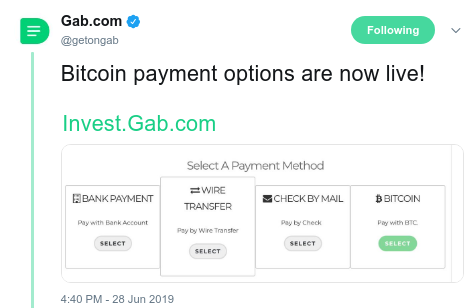 Gab.com
@getongab
Following
Bitcoin payment options are now live!
Invest.Gab.com
Select A Payment Method
BANK PAYMENT
Pay with Bank Account
SELECT
WIRE
TRANSFER
Pay by Wire Transfer
SELECT
CHECK BY MAIL
Pay by Check
SELECT
BITCOIN
Pay with BTC.
SELECT
4:40 PM - 28 Jun 2019